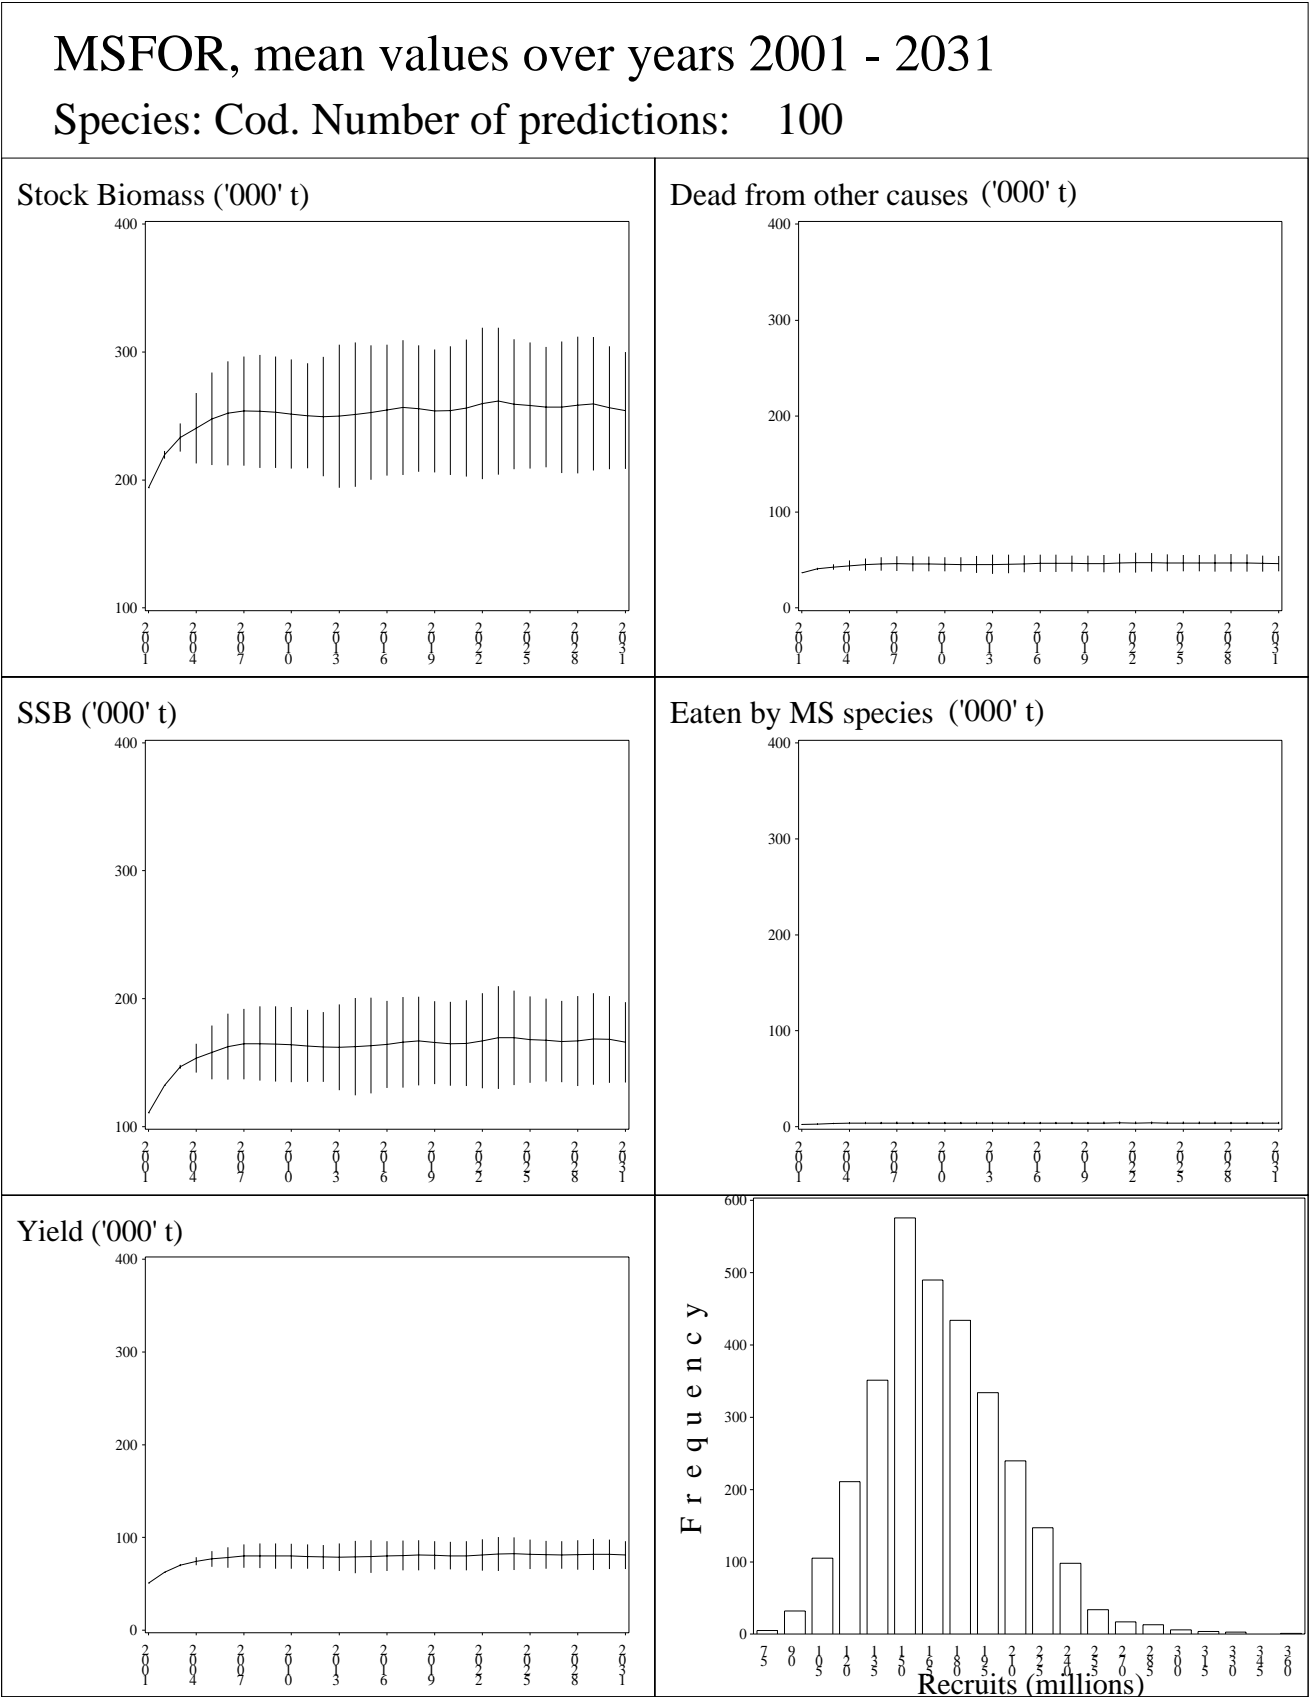 MSFOR, mean values over years 2001 - 2031
Species: Cod. Number of predictions: 100
Stock Biomass ('000' t)
400
300
200
100
2001 2004 2007 2010 2013 2016 2019 2022 2025 2028 2031
Dead from other causes ('000' t)
400
300
200
100
0
2001 2004 2007 2010 2013 2016 2019 2022 2025 2028 2031
SSB ('000' t)
400
300
200
100
2001 2004 2007 2010 2013 2016 2019 2022 2025 2028 2031
Eaten by MS species ('000' t)
400
300
200
100
0
2001 2004 2007 2010 2013 2016 2019 2022 2025 2028 2031
Yield ('000' t)
400
300
200
100
0
2001 2004 2007 2010 2013 2016 2019 2022 2025 2028 2031
Frequency
600
500
400
300
200
100
0
75 90 105 120 135 150 165 180 195 210 225 240 255 270 285 300 315 330 345 360
Recruits (millions)